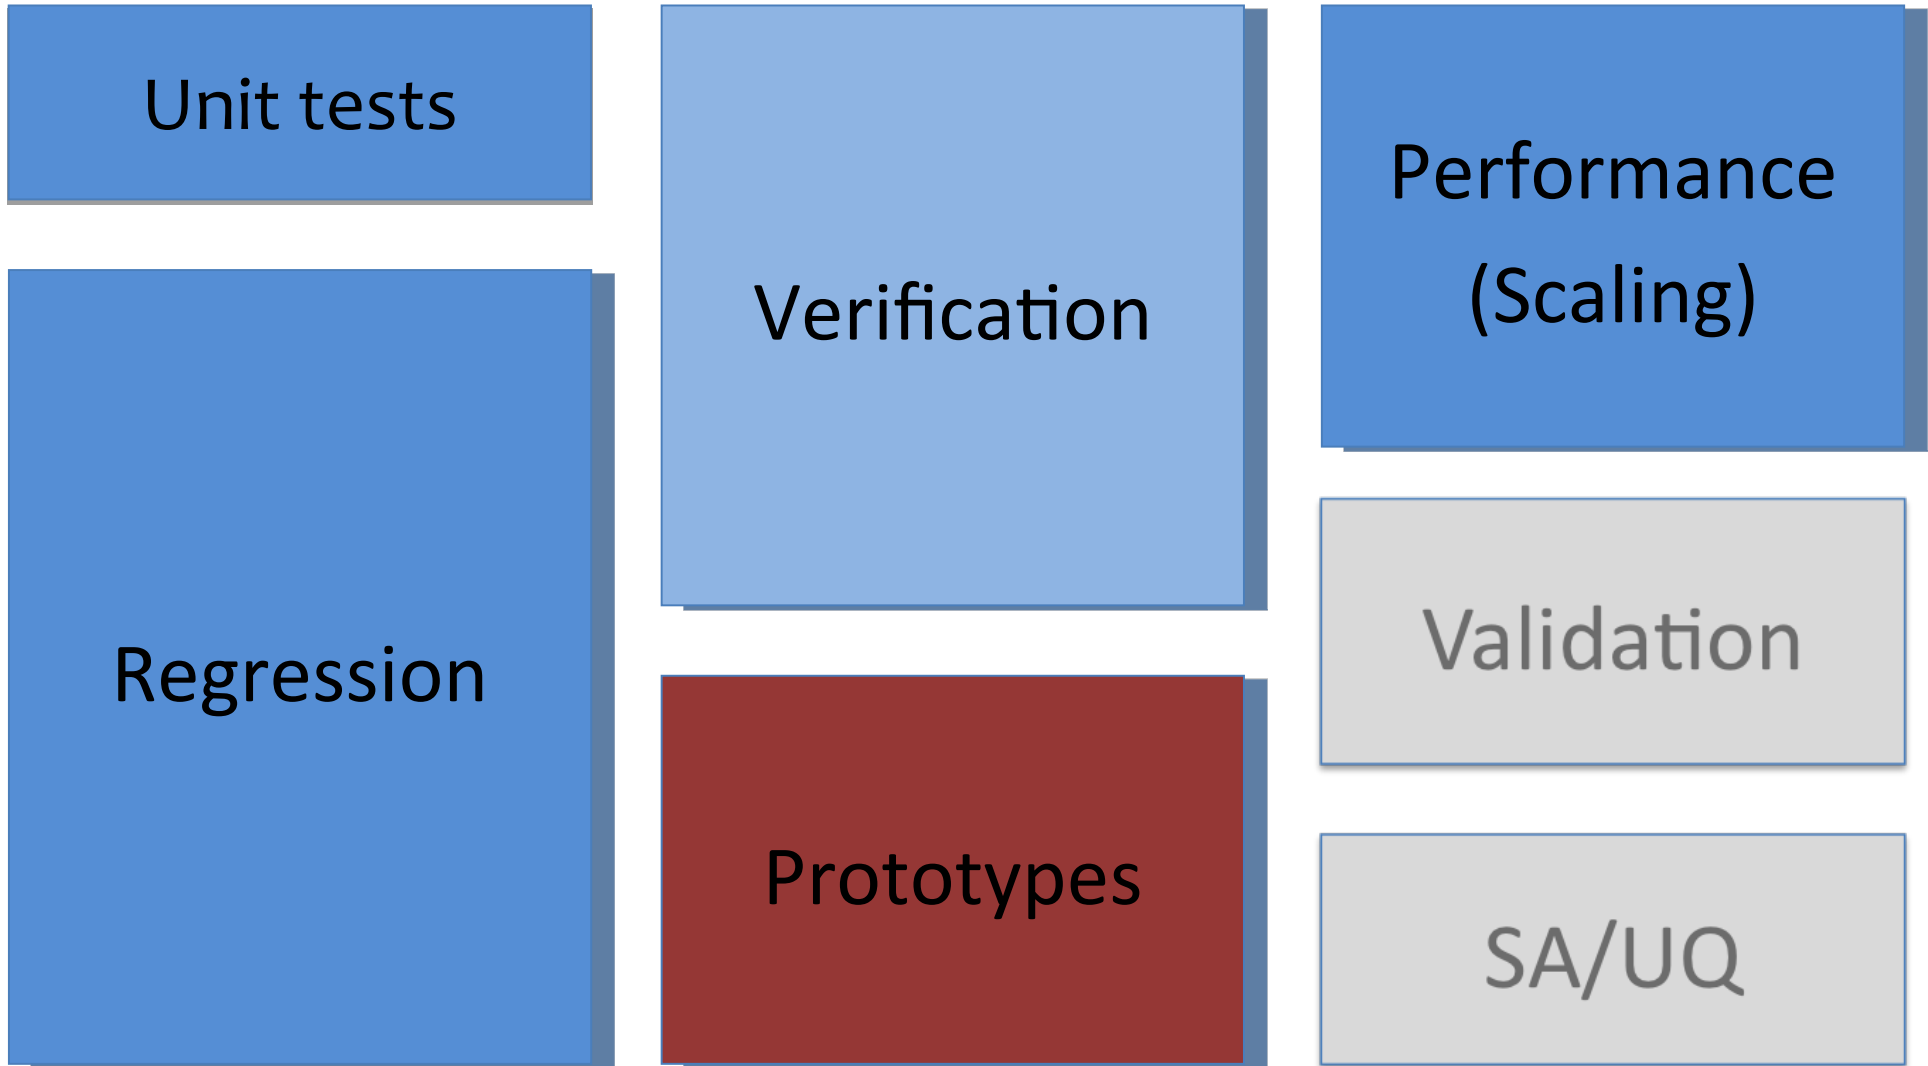 Unit tests
Regression
Verification
Prototypes
Performance
(Scaling)
Validation
SA/UQ